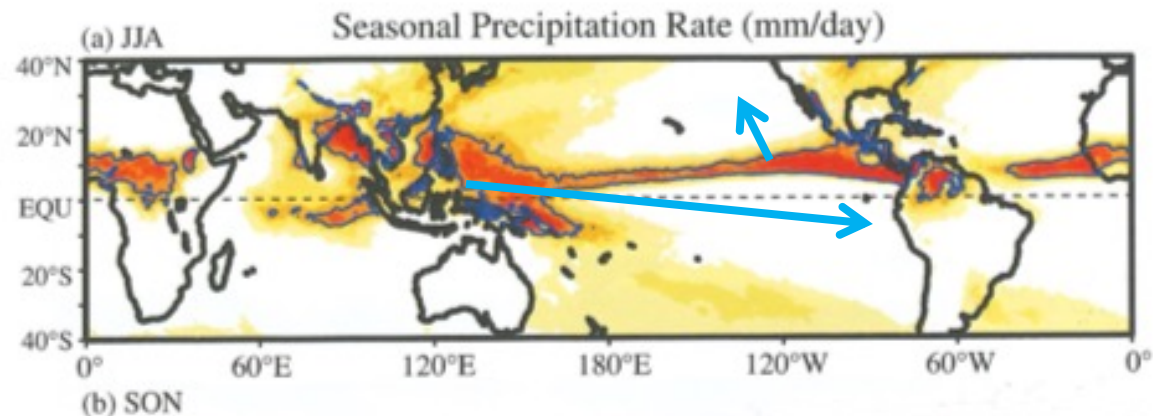 Seasonal Precipitation Rate (mm/day)
(a) JJA
40°N
20°N
EQU
20°S
40°S
0° 60°E 120°E 180°E 120°W 60°W 0°
(b) SON